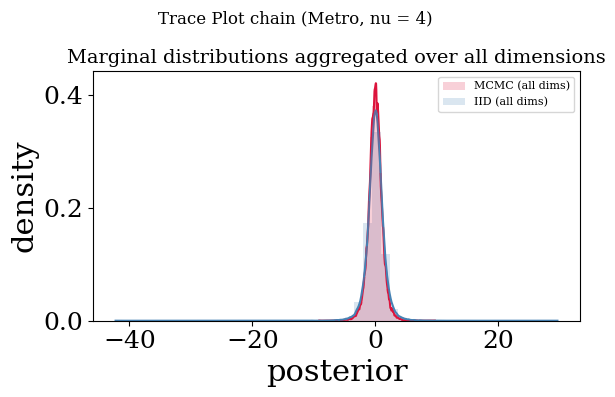 Trace Plot chain (Metro, nu = 4)
Marginal distributions aggregated over all dimensions
MCMC (all dims)
IID (all dims)
density
0.4
0.2
0.0
−40
−20
0
20
posterior